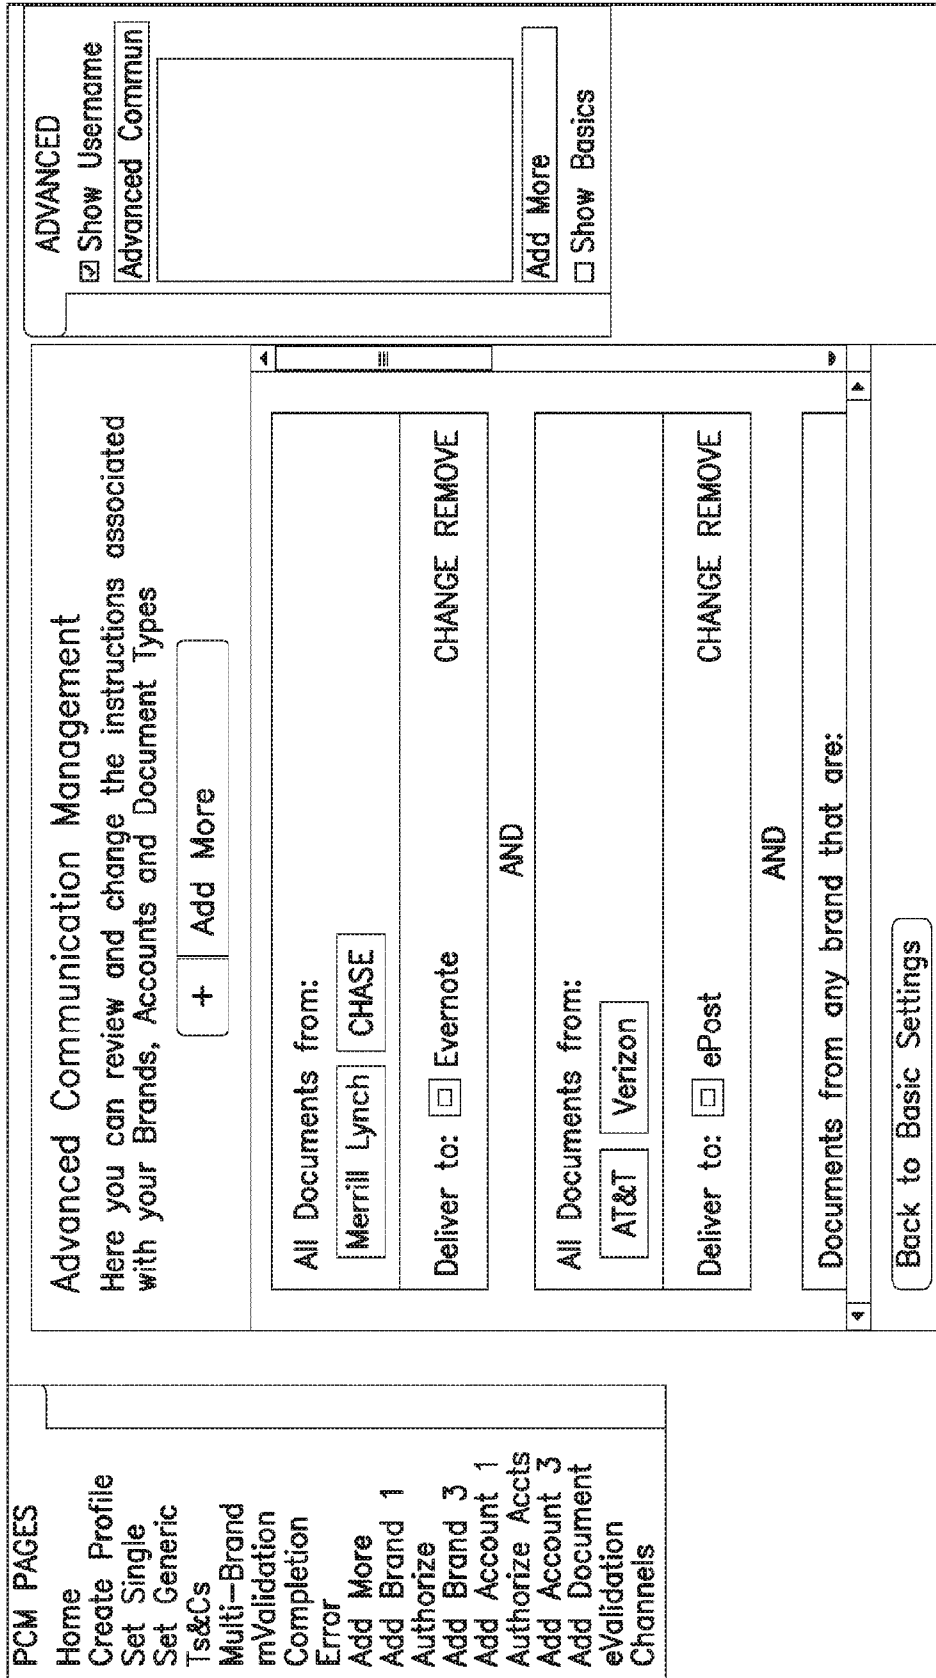 PCM PAGES
Home
Create Profile
Set Single
Set Generic
Ts&Cs
Multi-Brand
mValidation
Completion
Error
Add More
Add Brand 1
Authorize
Add Brand 3
Add Account 1
Authorize Accts
Add Account 3
Add Document
eValidation
Channels
Advanced Communication Management
Here you can review and change the instructions associated
with your Brands, Accounts and Document Types
+ Add More
All Documents from:
Merrill Lynch CHASE
Deliver to: Evernote CHANGE REMOVE
AND
All Documents from:
AT&T Verizon
Deliver to: ePost CHANGE REMOVE
AND
Documents from any brand that are:
Back to Basic Settings
ADVANCED
Show Username
Advanced Commun
Add More
Show Basics